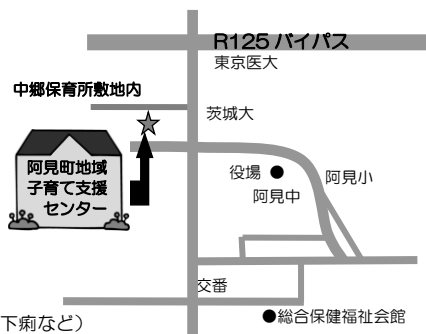 R125 バイパス
東京医大
中郷保育所敷地内
茨城大
阿見町地域
子育て支援
センター
役場 ●
阿見小
阿見中
交番
●総合保健福祉会館
下痢など）